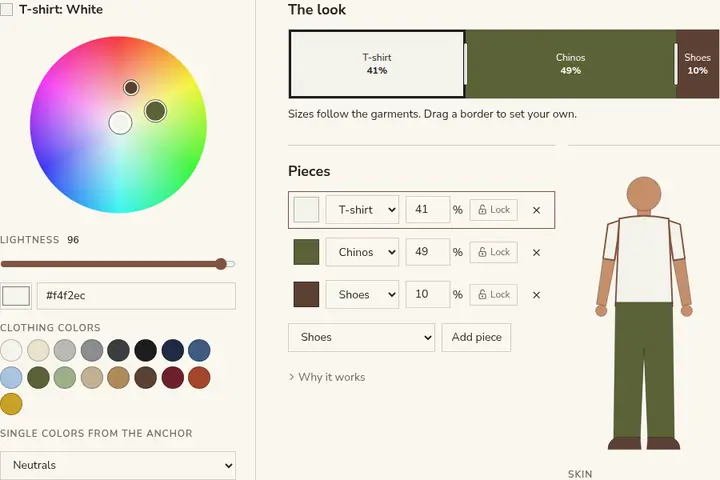 T-shirt: White
LIGHTNESS 96
#f4f2ec
CLOTHING COLORS
SINGLE COLORS FROM THE ANCHOR
Neutrals
The look
T-shirt
41%
Chinos
49%
Shoes
10%
Sizes follow the garments. Drag a border to set your own.
Pieces
T-shirt 41 % Lock ×
Chinos 49 % Lock ×
Shoes 10 % Lock ×
Shoes Add piece
Why it works
SKIN